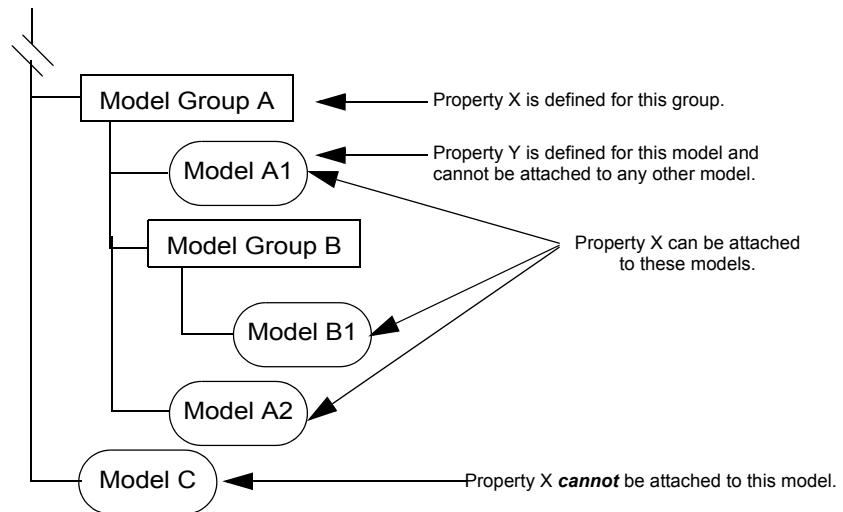 Model Group A
Property X is defined for this group.
Model A1
Property Y is defined for this model and
cannot be attached to any other model.
Model Group B
Property X can be attached
to these models.
Model B1
Model A2
Model C
Property X cannot be attached to this model.